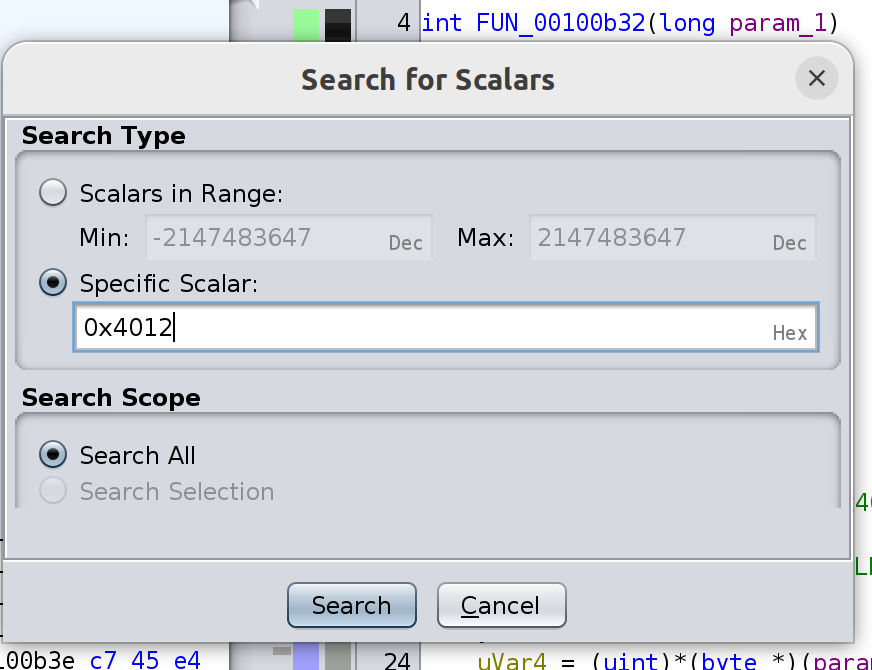 4 int FUN_00100b32(long param_1)
Search for Scalars
Search Type
Scalars in Range:
Min: -2147483647 Dec Max: 2147483647 Dec
Specific Scalar:
0x4012 Hex
Search Scope
Search All
Search Selection
Search Cancel
00b3e c7 45 e4 24 uVar4 = (uint)*(byte *)(para